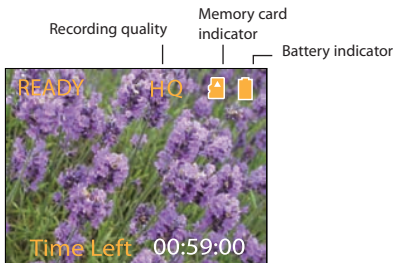 Memory card
indicator
Recording quality
Battery indicator
READY HQ
Time Left 00:59:00